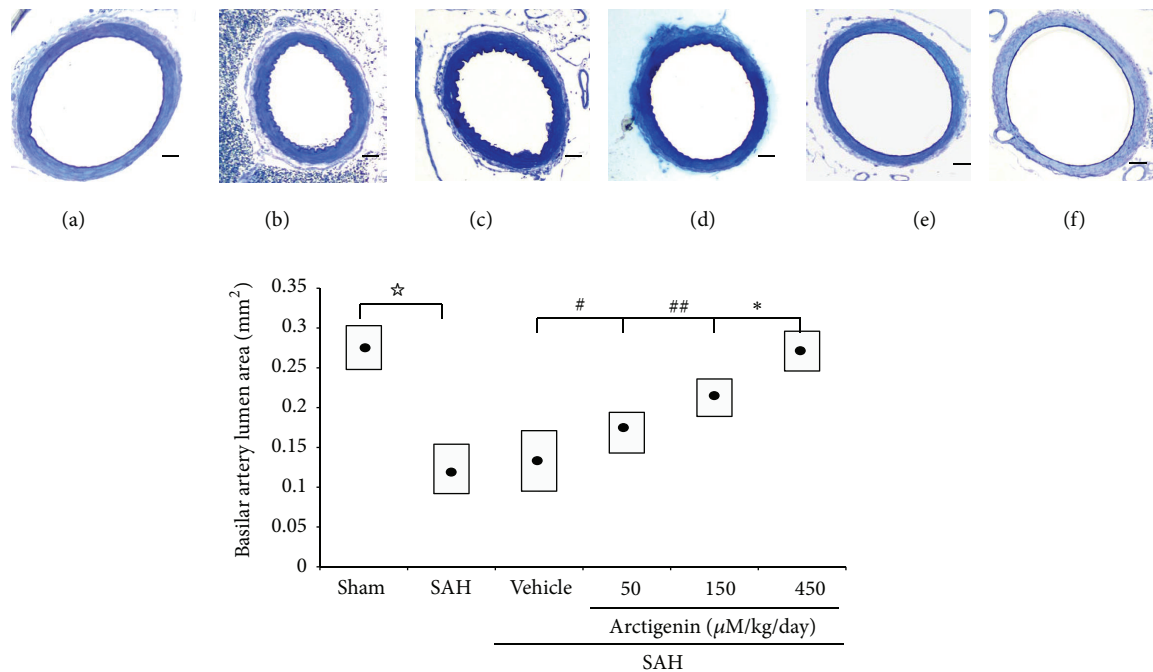 (a) (b) (c) (d) (e) (f)
0.35
0.3
0.25
0.2
0.15
0.1
0.05
0
Basilar artery lumen area (mm²)
☆ # ## *
Sham SAH Vehicle 50 150 450
Arctigenin (μM/kg/day)
SAH